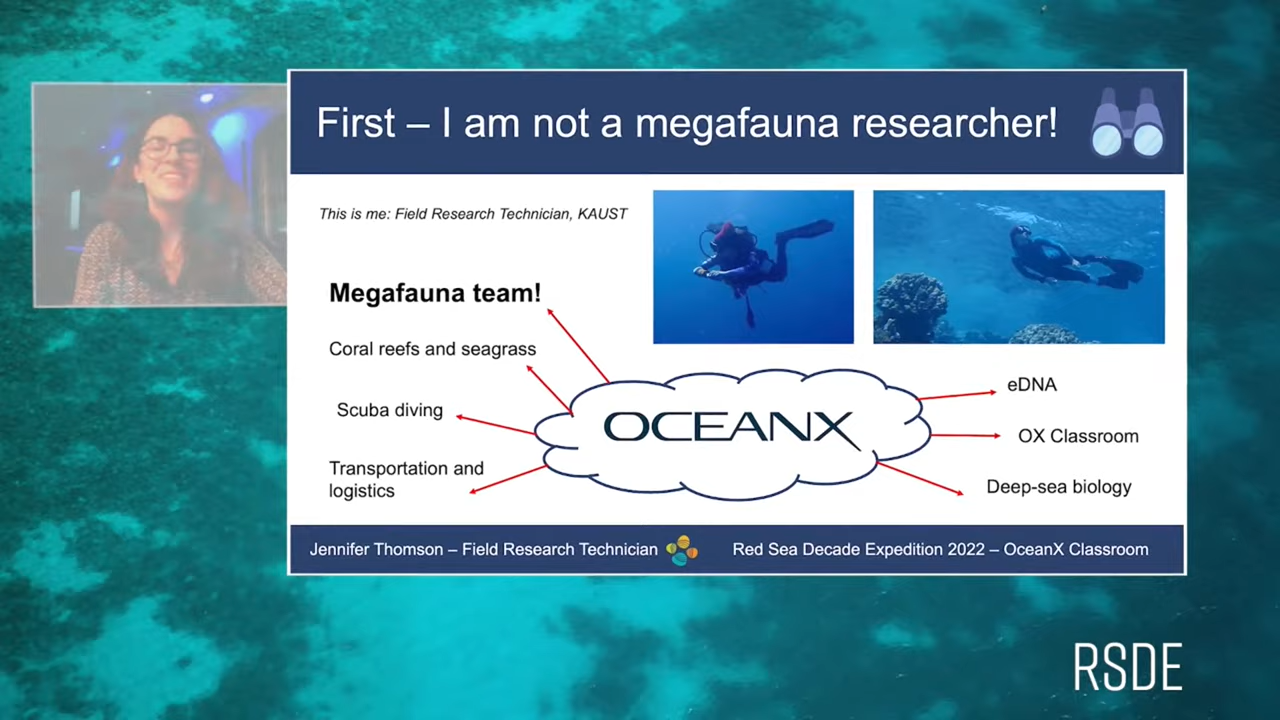 First – I am not a megafauna researcher!
This is me: Field Research Technician, KAUST
Megafauna team!
Coral reefs and seagrass
Scuba diving
Transportation and
logistics
OCEANX
eDNA
OX Classroom
Deep-sea biology
Jennifer Thomson – Field Research Technician
Red Sea Decade Expedition 2022 – OceanX Classroom
RSDE